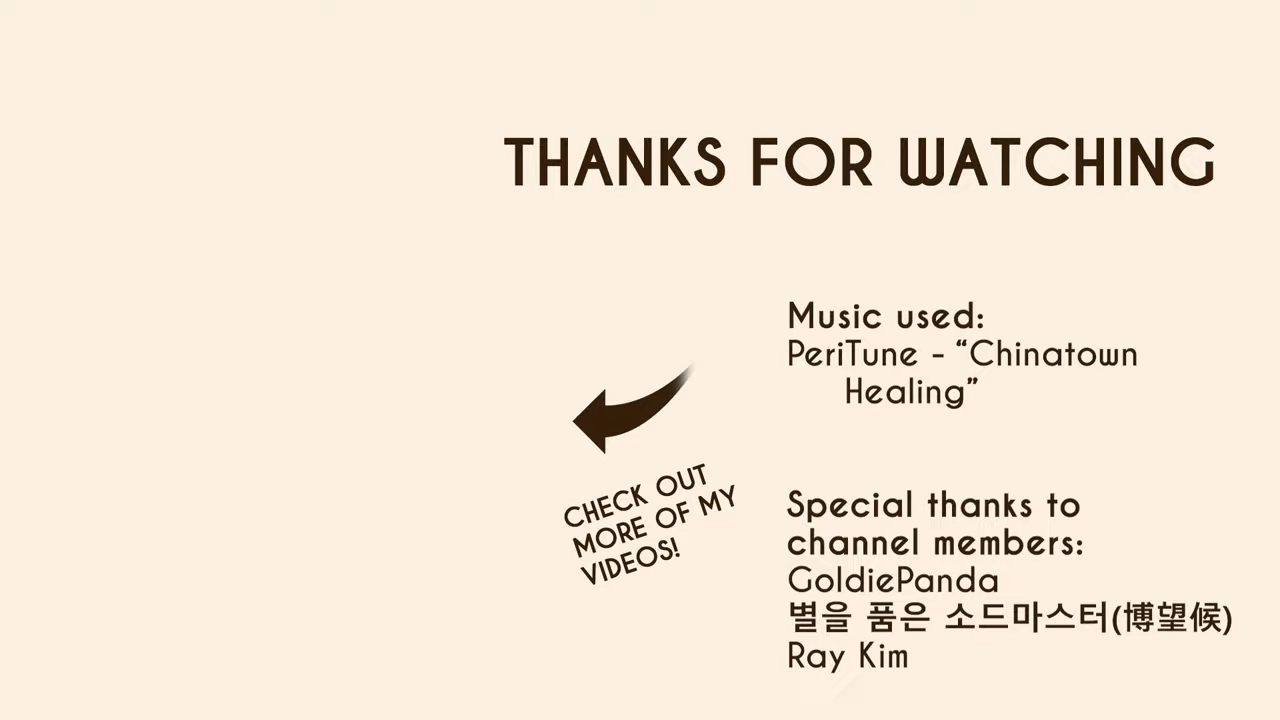 THANKS FOR WATCHING
Music used:
PeriTune - “Chinatown
Healing”
CHECK OUT
MORE OF MY
VIDEOS!
Special thanks to
channel members:
GoldiePanda
별을 품은 소드마스터(博望候)
Ray Kim